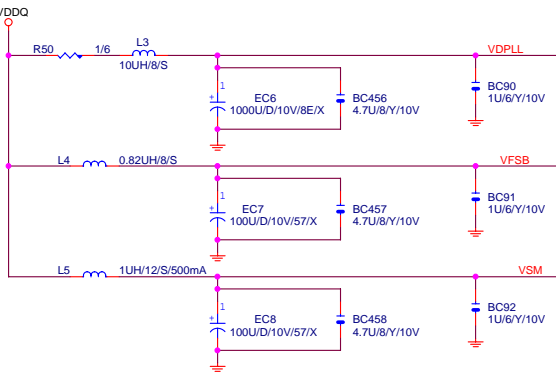 VDDQ
R50 1/6 L3
10UH/8/S
VDPLL
1
+
EC6
1000U/D/10V/8E/X
BC456
4.7U/8/Y/10V
BC90
1U/6/Y/10V
L4 0.82UH/8/S
VFSB
1
+
EC7
100U/D/10V/57/X
BC457
4.7U/8/Y/10V
BC91
1U/6/Y/10V
L5 1UH/12/S/500mA
VSM
1
+
EC8
100U/D/10V/57/X
BC458
4.7U/8/Y/10V
BC92
1U/6/Y/10V